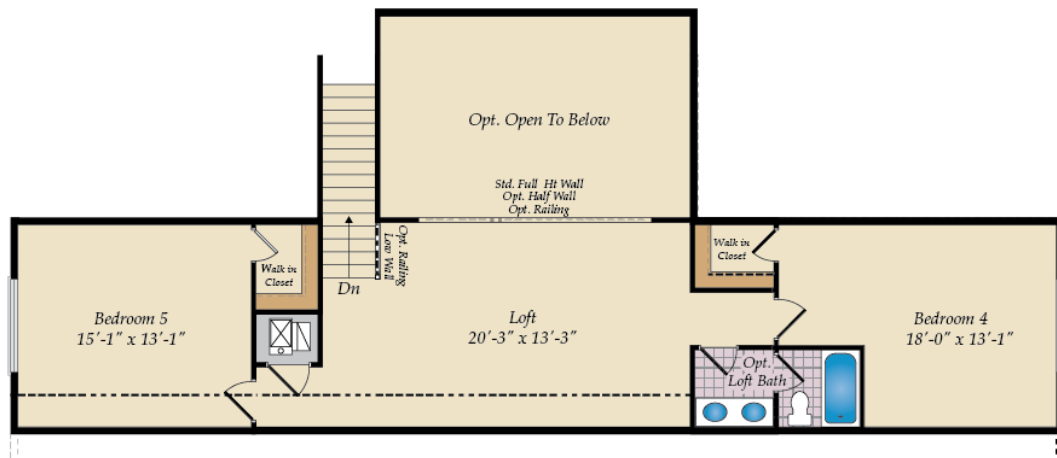 Opt. Open To Below
Std. Full Ht Wall
Opt. Half Wall
Opt. Railing
Walk in
Closet
Opt. Railing
Low Wall
Walk in
Closet
Dn
Bedroom 5
15'-1" x 13'-1"
Loft
20'-3" x 13'-3"
Bedroom 4
18'-0" x 13'-1"
Opt.
Loft Bath